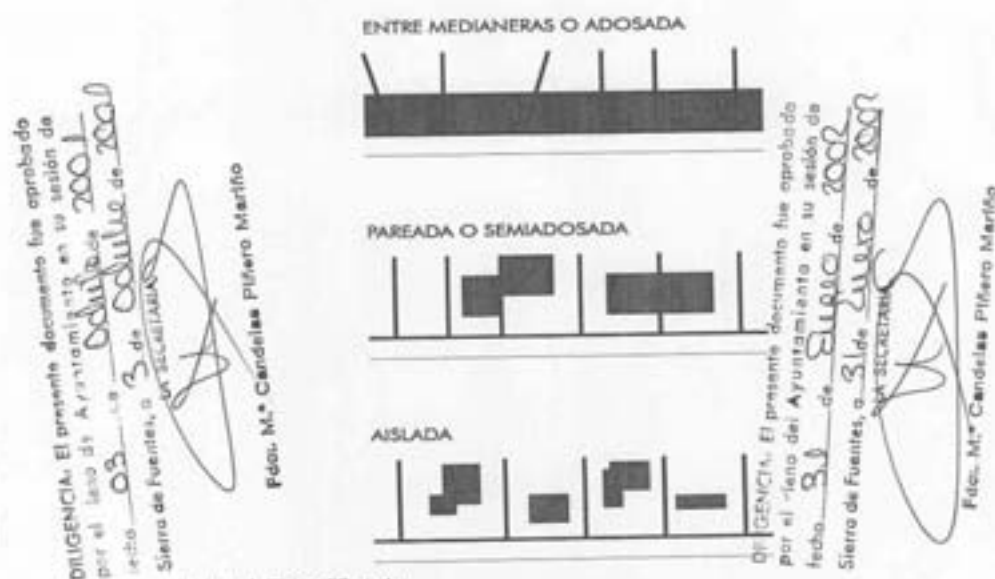 ENTRE MEDIANERAS O ADOSADA
PAREADA O SEMIADOSADA
AISLADA
DILIGENCIA. El presente documento fue aprobado
por el leno de Ayuntamiento en su sesión de
fecha 03 de Octubre de 2001
Sierra de Fuentes, a 3 de Octubre de 2001
LA SECRETARIA
Fdo.. M.ª Candelas Piñero Mariño
DILIGENCIA. El presente documento fue aprobado
por el Pleno del Ayuntamiento en su sesión de
fecha 31 de Enero de 2002
Sierra de Fuentes, a 31 de Enero de 2002
LA SECRETARIA
Fdo.. M.ª Candelas Piñero Mariño